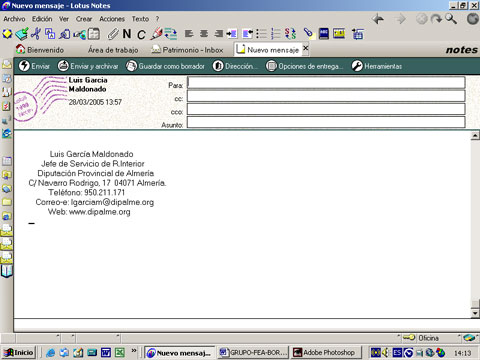 Nuevo mensaje - Lotus Notes
Archivo Edición Ver Crear Acciones Texto ?
Bienvenido Área de trabajo Patrimonio - Inbox Nuevo mensaje notes
Enviar Enviar y archivar Guardar como borrador Dirección... Opciones de entrega... Herramientas
Luis García
Maldonado
28/03/2005 13:57
Para:
cc:
cco:
Asunto:
Luis García Maldonado
Jefe de Servicio de R.Interior
Diputación Provincial de Almería
C/ Navarro Rodrigo, 17 04071 Almería.
Teléfono: 950.211.171
Correo-e: lgarciam@dipalme.org
Web: www.dipalme.org
Oficina
Inicio Nuevo mensaj... GRUPO-FEA-BOR... Adobe Photoshop ES 14:13